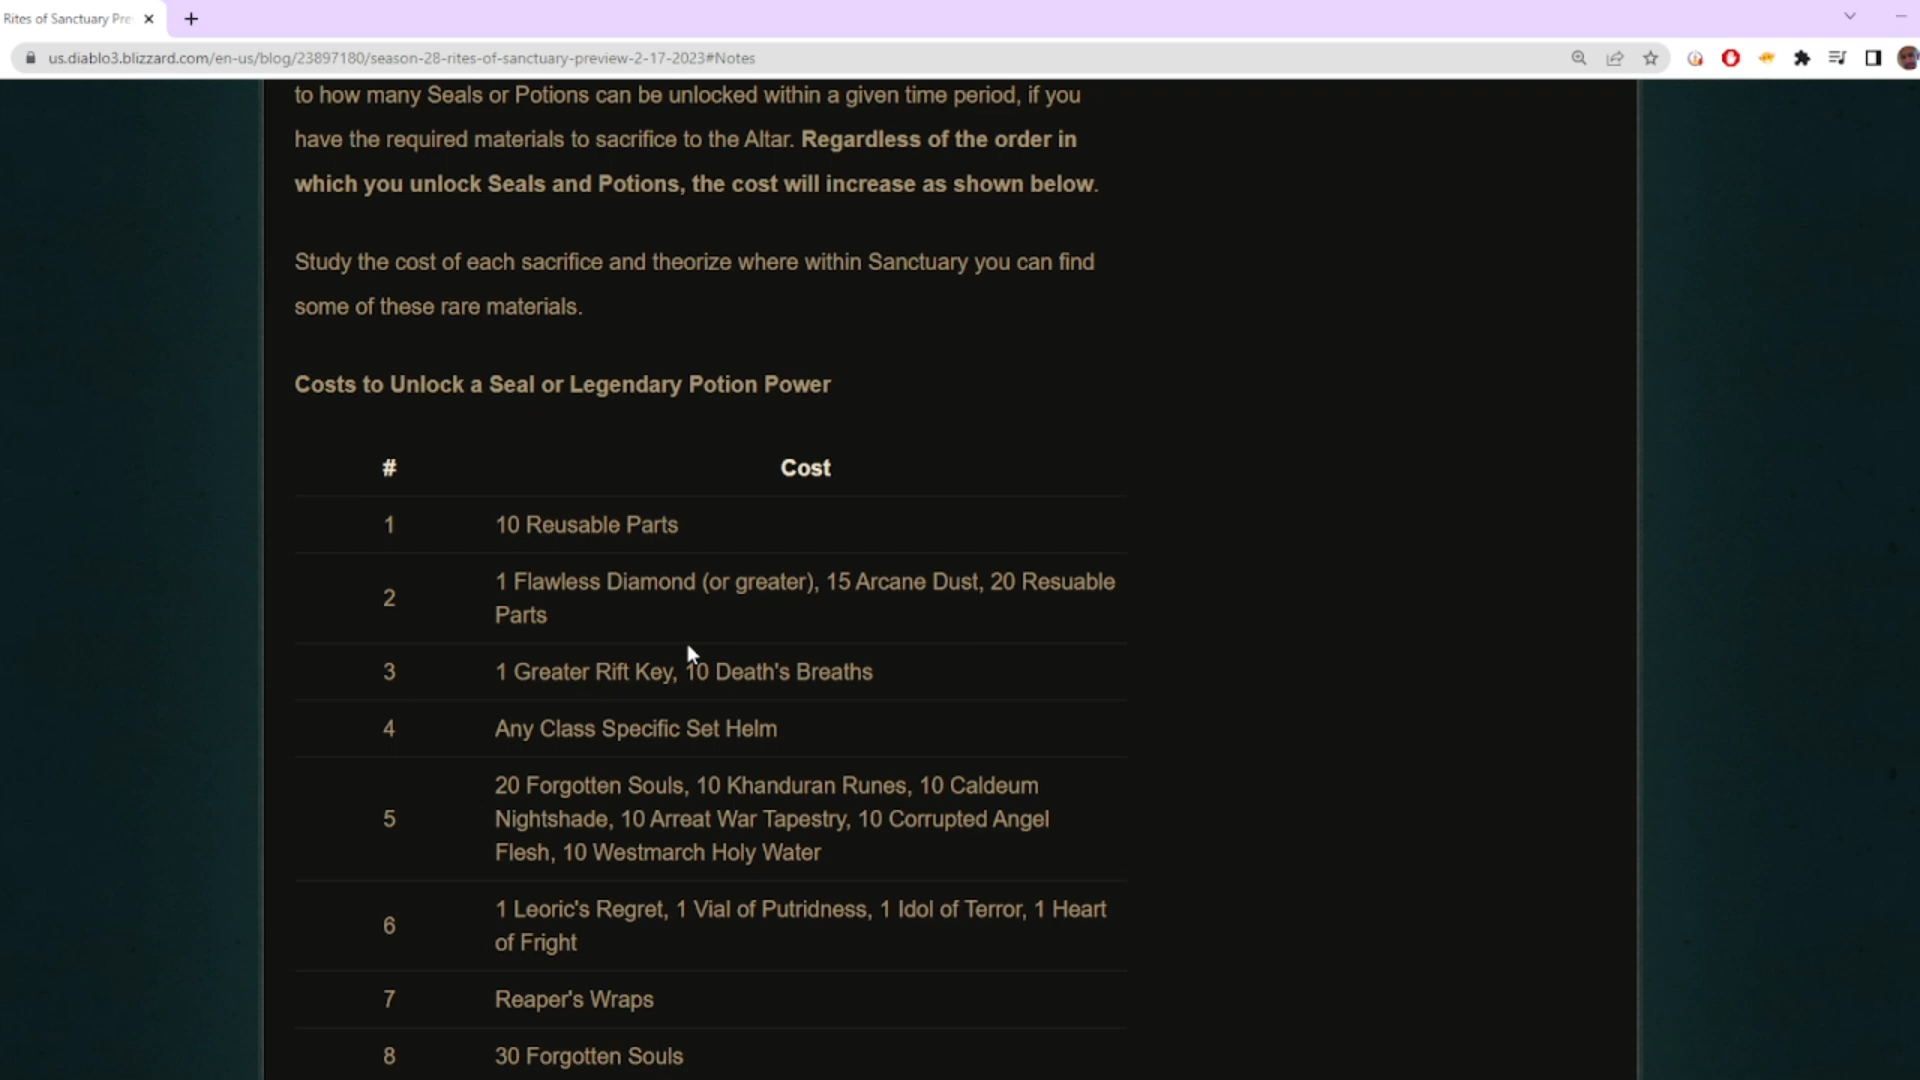 Rites of Sanctuary Pre
us.diablo3.blizzard.com/en-us/blog/23897180/season-28-rites-of-sanctuary-preview-2-17-2023#Notes
to how many Seals or Potions can be unlocked within a given time period, if you
have the required materials to sacrifice to the Altar. Regardless of the order in
which you unlock Seals and Potions, the cost will increase as shown below.
Study the cost of each sacrifice and theorize where within Sanctuary you can find
some of these rare materials.
Costs to Unlock a Seal or Legendary Potion Power
# Cost
1 10 Reusable Parts
2 1 Flawless Diamond (or greater), 15 Arcane Dust, 20 Resuable
Parts
3 1 Greater Rift Key, 10 Death's Breaths
4 Any Class Specific Set Helm
5 20 Forgotten Souls, 10 Khanduran Runes, 10 Caldeum
Nightshade, 10 Arreat War Tapestry, 10 Corrupted Angel
Flesh, 10 Westmarch Holy Water
6 1 Leoric's Regret, 1 Vial of Putridness, 1 Idol of Terror, 1 Heart
of Fright
7 Reaper's Wraps
8 30 Forgotten Souls